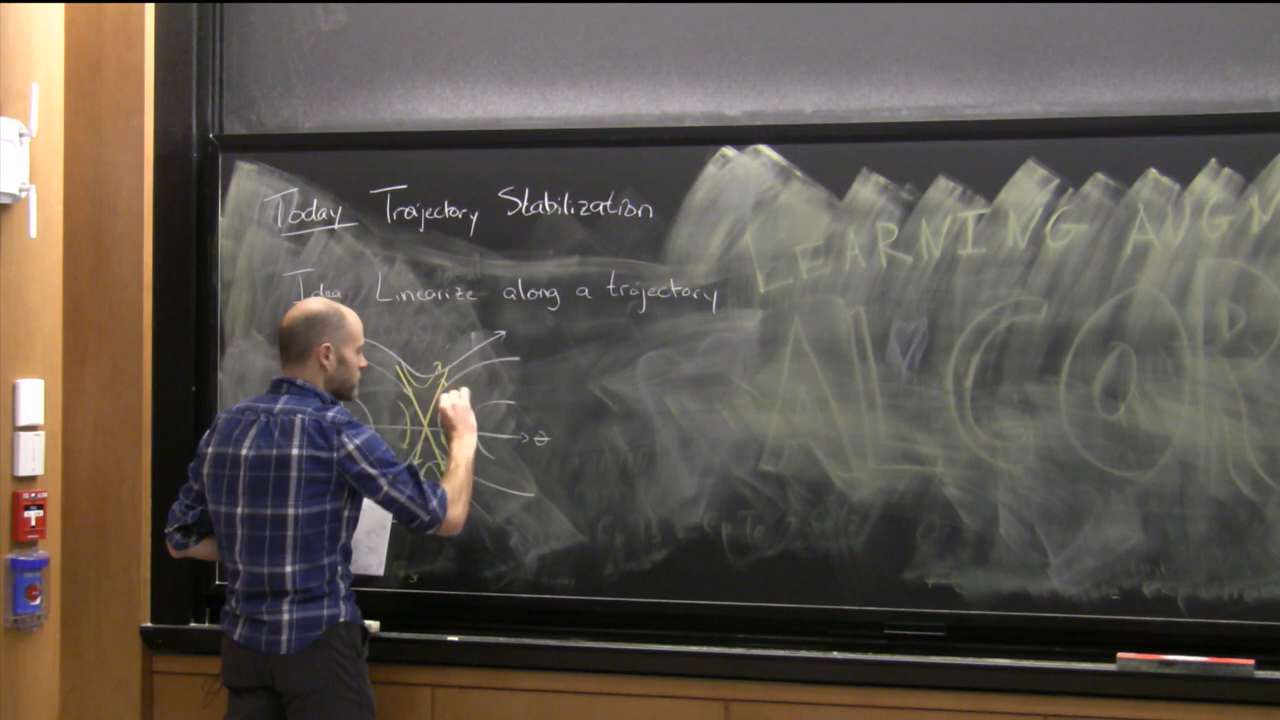 Today Trajectory Stabilization
Idea Linearize along a trajectory
θ
LEARNING AUGM
ALGOR